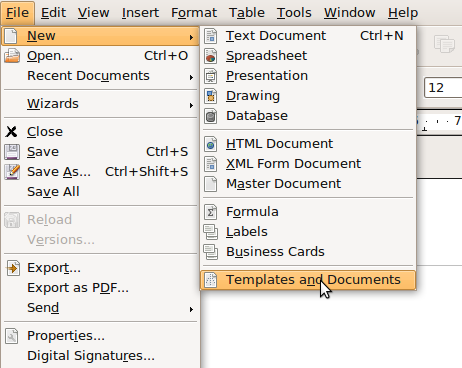 File Edit View Insert Format Table Tools Window Help
New
Open... Ctrl+O
Recent Documents
Wizards
Close
Save Ctrl+S
Save As... Ctrl+Shift+S
Save All
Reload
Versions...
Export...
Export as PDF...
Send
Properties...
Digital Signatures...
Text Document Ctrl+N
Spreadsheet
Presentation
Drawing
Database
HTML Document
XML Form Document
Master Document
Formula
Labels
Business Cards
Templates and Documents
12
7